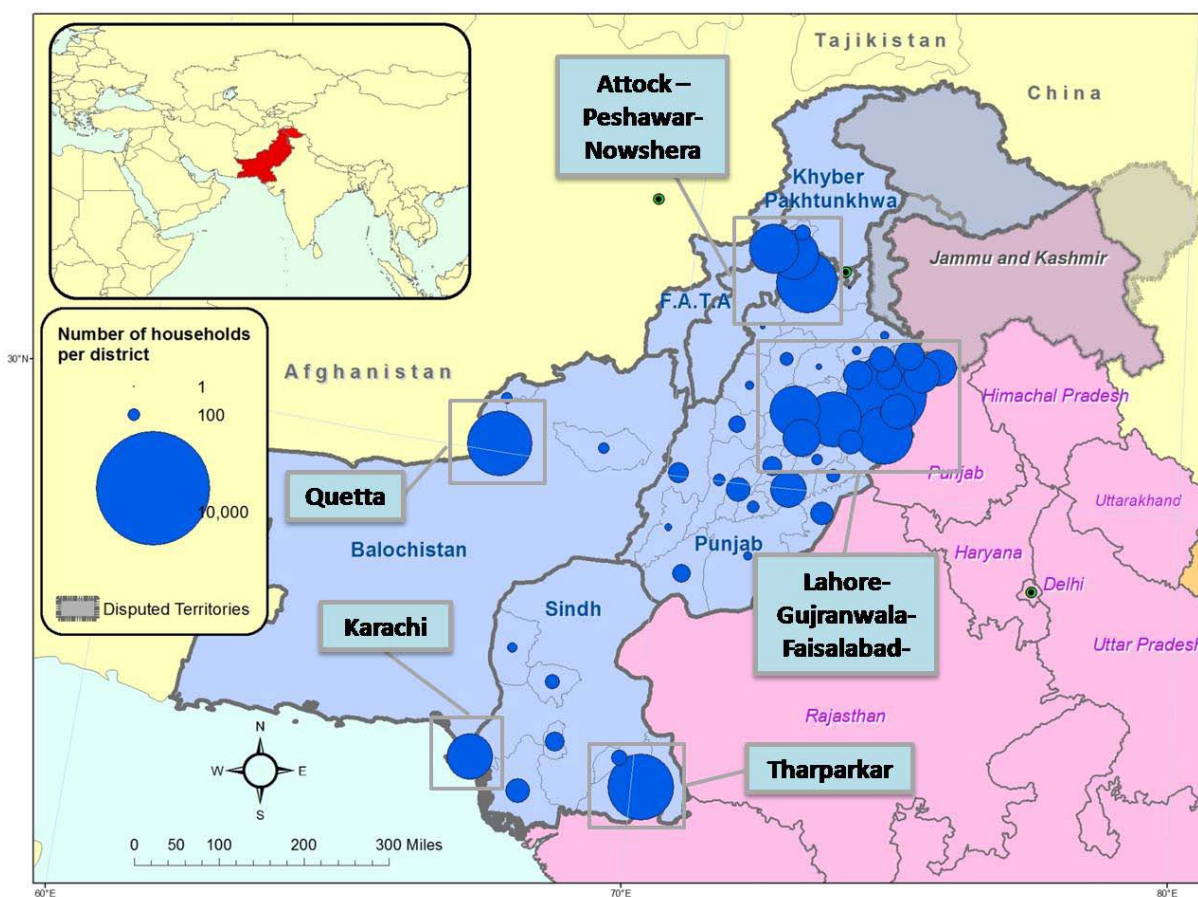 Tajikistan
China
Attock –
Peshawar-
Nowshera
Khyber
Pakhtunkhwa
Jammu and Kashmir
F.A.T.A
Number of households
per district
1
100
10,000
Disputed Territories
30°N
30°N
Afghanistan
Himachal Pradesh
Punjab
Uttarakhand
Quetta
Balochistan
Punjab
Haryana
Delhi
Sindh
Lahore-
Gujranwala-
Faisalabad-
Karachi
Uttar Pradesh
Rajasthan
Tharparkar
N
W
E
S
0
50
100
200
300 Miles
60°E
70°E
80°E